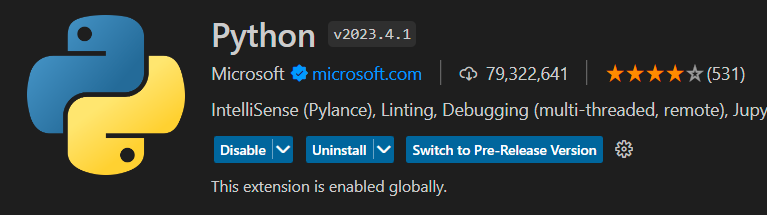 Python v2023.4.1
Microsoft microsoft.com 79,322,641 (531)
IntelliSense (Pylance), Linting, Debugging (multi-threaded, remote), Jupy
Disable Uninstall Switch to Pre-Release Version
This extension is enabled globally.